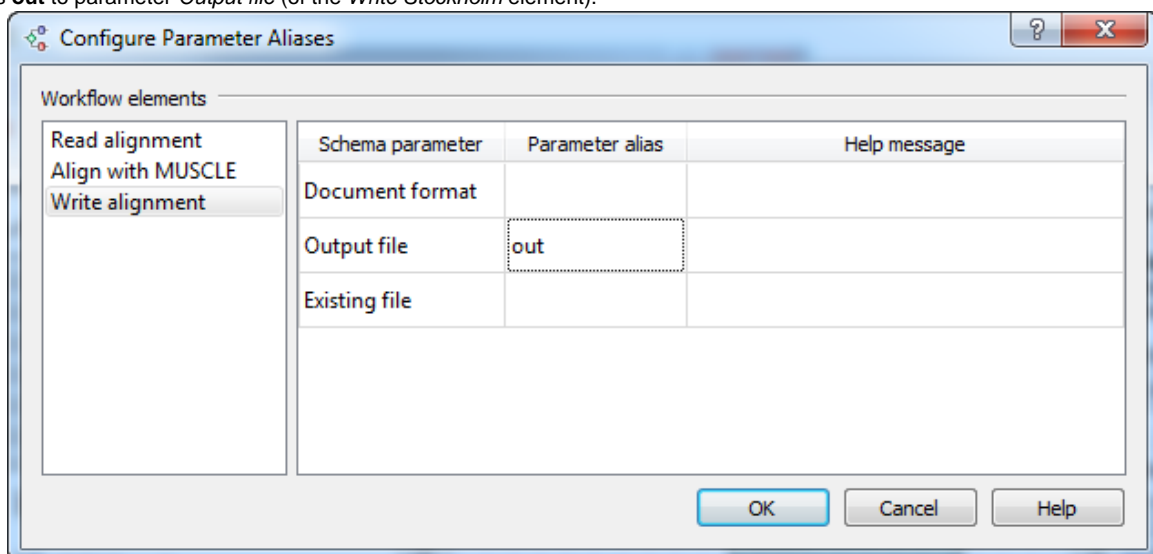 out to parameter Output file (of the Write Stockholm element).
Configure Parameter Aliases
Workflow elements
Read alignment
Align with MUSCLE
Write alignment
Schema parameter Parameter alias Help message
Document format
Output file out
Existing file
OK Cancel Help